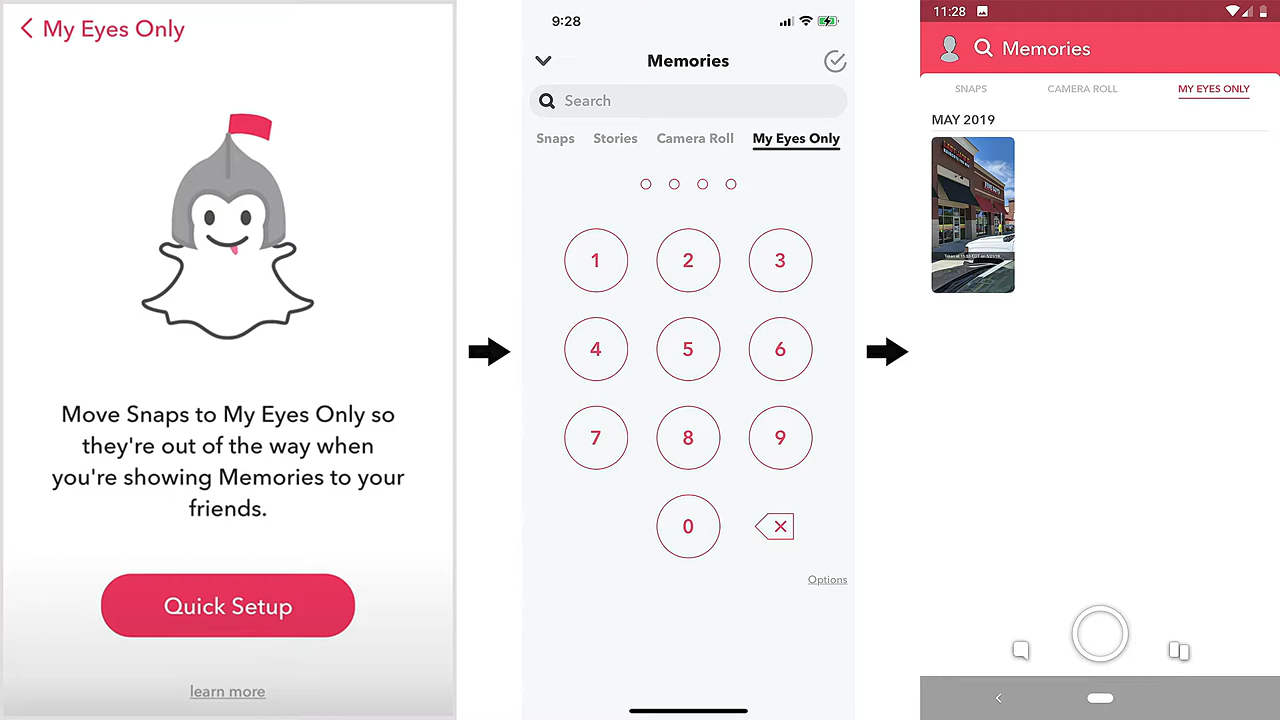 My Eyes Only
Move Snaps to My Eyes Only so
they're out of the way when
you're showing Memories to your
friends.
Quick Setup
learn more
9:28
Memories
Search
Snaps Stories Camera Roll My Eyes Only
1 2 3
4 5 6
7 8 9
0
Options
11:28
Memories
SNAPS CAMERA ROLL MY EYES ONLY
MAY 2019
FIVE GUYS